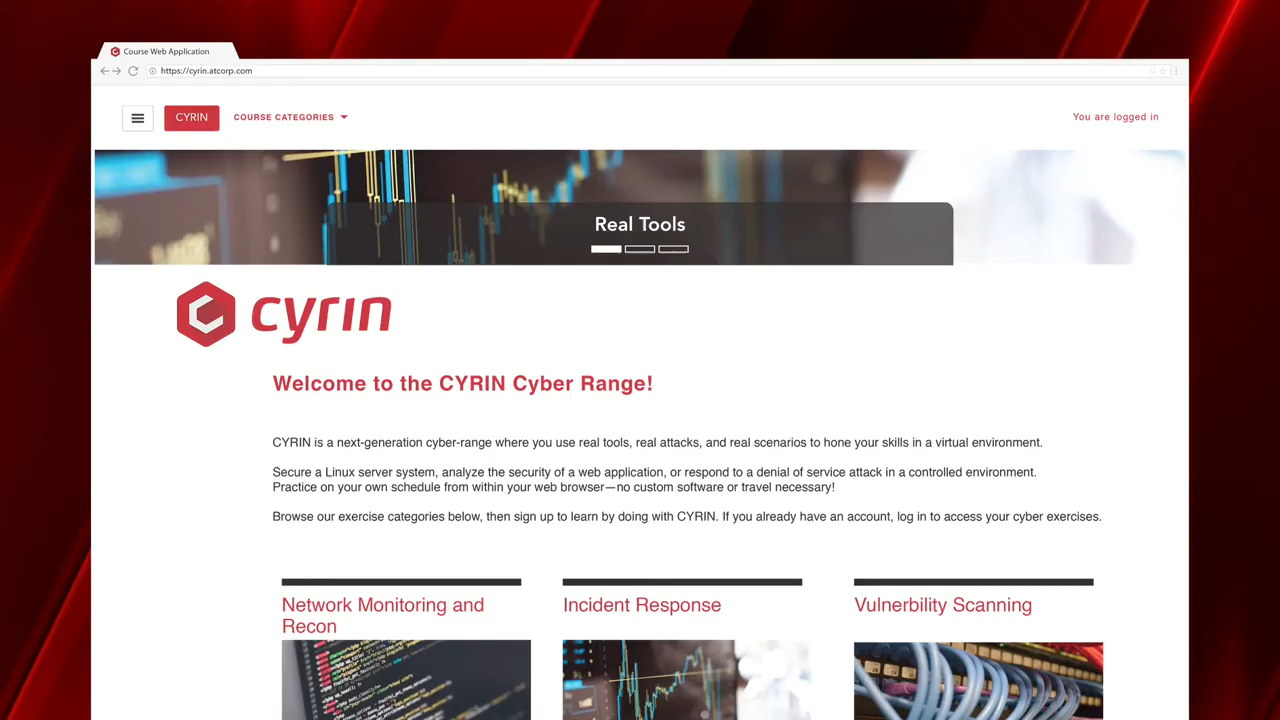 Course Web Application
https://cyrin.atcorp.com
CYRIN
COURSE CATEGORIES
You are logged in
Real Tools
cyrin
Welcome to the CYRIN Cyber Range!
CYRIN is a next-generation cyber-range where you use real tools, real attacks, and real scenarios to hone your skills in a virtual environment.
Secure a Linux server system, analyze the security of a web application, or respond to a denial of service attack in a controlled environment.
Practice on your own schedule from within your web browser—no custom software or travel necessary!
Browse our exercise categories below, then sign up to learn by doing with CYRIN. If you already have an account, log in to access your cyber exercises.
Network Monitoring and
Recon
Incident Response
Vulnerbility Scanning